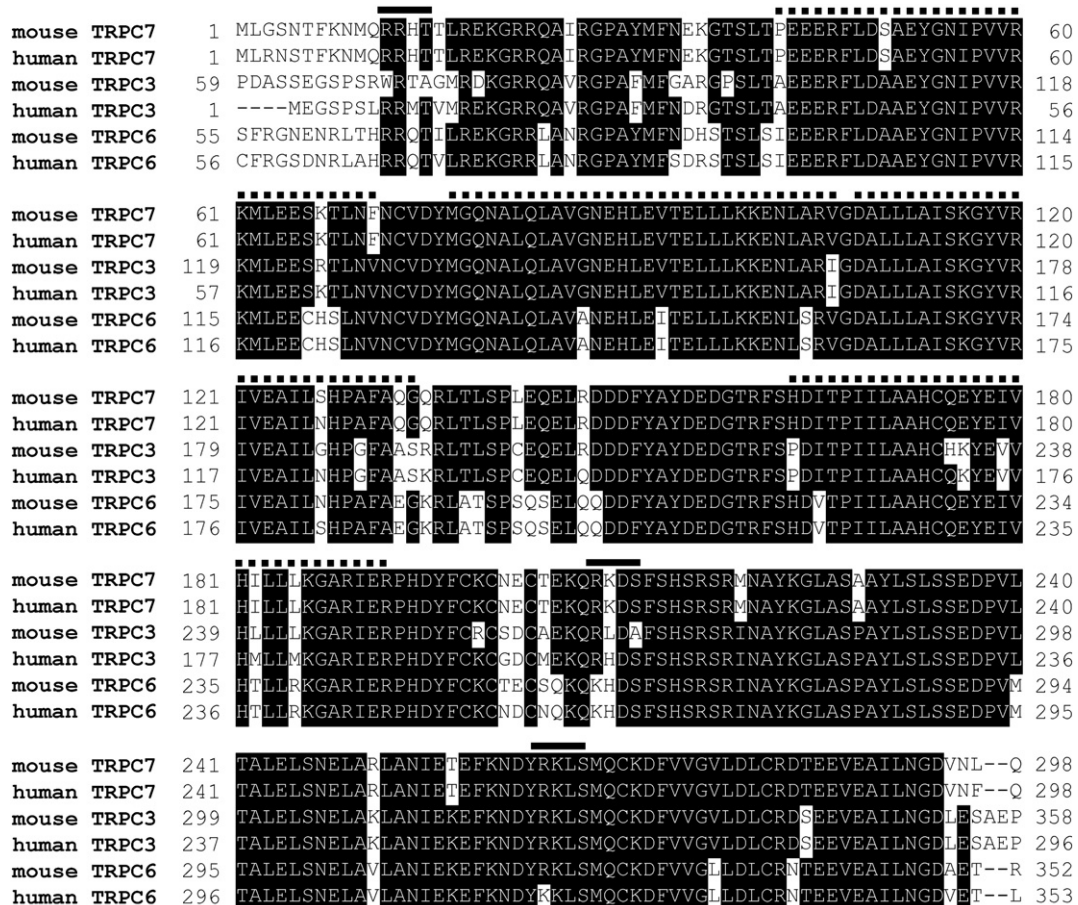 mouse TRPC7 1 MLGSNTFKNMQRRHTTLREKGRRQAIRGPAYMFNEKGTSLTPEEERFLDSAEYGNIPVVR 60
human TRPC7 1 MLRNSTFKNMQRRHTTLREKGRRQAIRGPAYMFNEKGTSLTPEEERFLDSAEYGNIPVVR 60
mouse TRPC3 59 PDASSEGSPSRWRTAGMRDKGRRQAVRGPAFMFGARGPSLTAEEERFLDAAEYGNIPVVR 118
human TRPC3 1 ----MEGSPSLRRMTVMREKGRRQAVRGPAFMFNDRGTSLTAEEERFLDAAEYGNIPVVR 56
mouse TRPC6 55 SFRGNENRLTHRRQTILREKGRRLANRGPAYMFNDHSTSLSIEEERFLDAAEYGNIPVVR 114
human TRPC6 56 CFRGSDNRLAHRRQTVLREKGRRLANRGPAYMFSDRSTSLSIEEERFLDAAEYGNIPVVR 115
mouse TRPC7 61 KMLEESKTLNFNCVDYMGQNALQLAVGNEHLEVTELLLKKENLARVGDALLLAISKGYVR 120
human TRPC7 61 KMLEESKTLNFNCVDYMGQNALQLAVGNEHLEVTELLLKKENLARVGDALLLAISKGYVR 120
mouse TRPC3 119 KMLEESRTLNVNCVDYMGQNALQLAVGNEHLEVTELLLKKENLARIGDALLLAISKGYVR 178
human TRPC3 57 KMLEESKTLNVNCVDYMGQNALQLAVGNEHLEVTELLLKKENLARIGDALLLAISKGYVR 116
mouse TRPC6 115 KMLEECHSLNVNCVDYMGQNALQLAVANEHLEITELLLKKENLSRVGDALLLAISKGYVR 174
human TRPC6 116 KMLEECHSLNVNCVDYMGQNALQLAVANEHLEITELLLKKENLSRVGDALLLAISKGYVR 175
mouse TRPC7 121 IVEAILSHPAFAQGQRLTLSPLEQELRDDDFYAYDEDGTRFSHDITPIILAAHCQEYEIV 180
human TRPC7 121 IVEAILNHPAFAQGQRLTLSPLEQELRDDDFYAYDEDGTRFSHDITPIILAAHCQEYEIV 180
mouse TRPC3 179 IVEAILGHPGFAASRRLTLSPCEQELRDDDFYAYDEDGTRFSPDITPIILAAHCHKYEVV 238
human TRPC3 117 IVEAILNHPGFAASKRLTLSPCEQELQDDDFYAYDEDGTRFSPDITPIILAAHCQKYEVV 176
mouse TRPC6 175 IVEAILNHPAFAEGKRLATSPSQSELQQDDFYAYDEDGTRFSHDVTPIILAAHCQEYEIV 234
human TRPC6 176 IVEAILSHPAFAEGKRLATSPSQSELQQDDFYAYDEDGTRFSHDVTPIILAAHCQEYEIV 235
mouse TRPC7 181 HILLLKGARIERPHDYFCKCNECTEKQRKDSFSHSRSRMNAYKGLASAAYLSLSSEDPVL 240
human TRPC7 181 HILLLKGARIERPHDYFCKCNECTEKQRKDSFSHSRSRMNAYKGLASAAYLSLSSEDPVL 240
mouse TRPC3 239 HLLLLKGARIERPHDYFCRCSDCAEKQRLDAFSHSRSRINAYKGLASPAYLSLSSEDPVL 298
human TRPC3 177 HMLLMKGARIERPHDYFCKCGDCMEKQRHDSFSHSRSRINAYKGLASPAYLSLSSEDPVL 236
mouse TRPC6 235 HTLLRKGARIERPHDYFCKCTECSQKQKHDSFSHSRSRINAYKGLASPAYLSLSSEDPVM 294
human TRPC6 236 HTLLRKGARIERPHDYFCKCNDCNQKQKHDSFSHSRSRINAYKGLASPAYLSLSSEDPVM 295
mouse TRPC7 241 TALELSNELARLANIETEFKNDYRKLSMQCKDFVVGVLDLCRDTEEVEAILNGDVNL--Q 298
human TRPC7 241 TALELSNELARLANIETEFKNDYRKLSMQCKDFVVGVLDLCRDTEEVEAILNGDVNF--Q 298
mouse TRPC3 299 TALELSNELAKLANIEKEFKNDYRKLSMQCKDFVVGVLDLCRDSEEVEAILNGDLESAEP 358
human TRPC3 237 TALELSNELAKLANIEKEFKNDYRKLSMQCKDFVVGVLDLCRDSEEVEAILNGDLESAEP 296
mouse TRPC6 295 TALELSNELAVLANIEKEFKNDYRKLSMQCKDFVVGLLDLCRNTEEVEAILNGDAET--R 352
human TRPC6 296 TALELSNELAVLANIEKEFKNDYKKLSMQCKDFVVGLLDLCRNTEEVEAILNGDVET--L 353